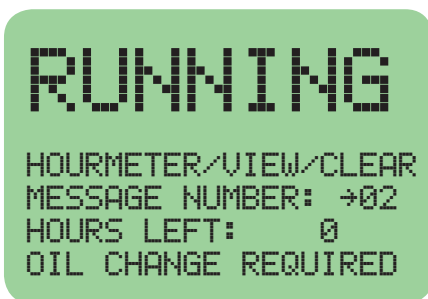 RUNNING
HOURMETER/VIEW/CLEAR
MESSAGE NUMBER: →02
HOURS LEFT: 0
OIL CHANGE REQUIRED